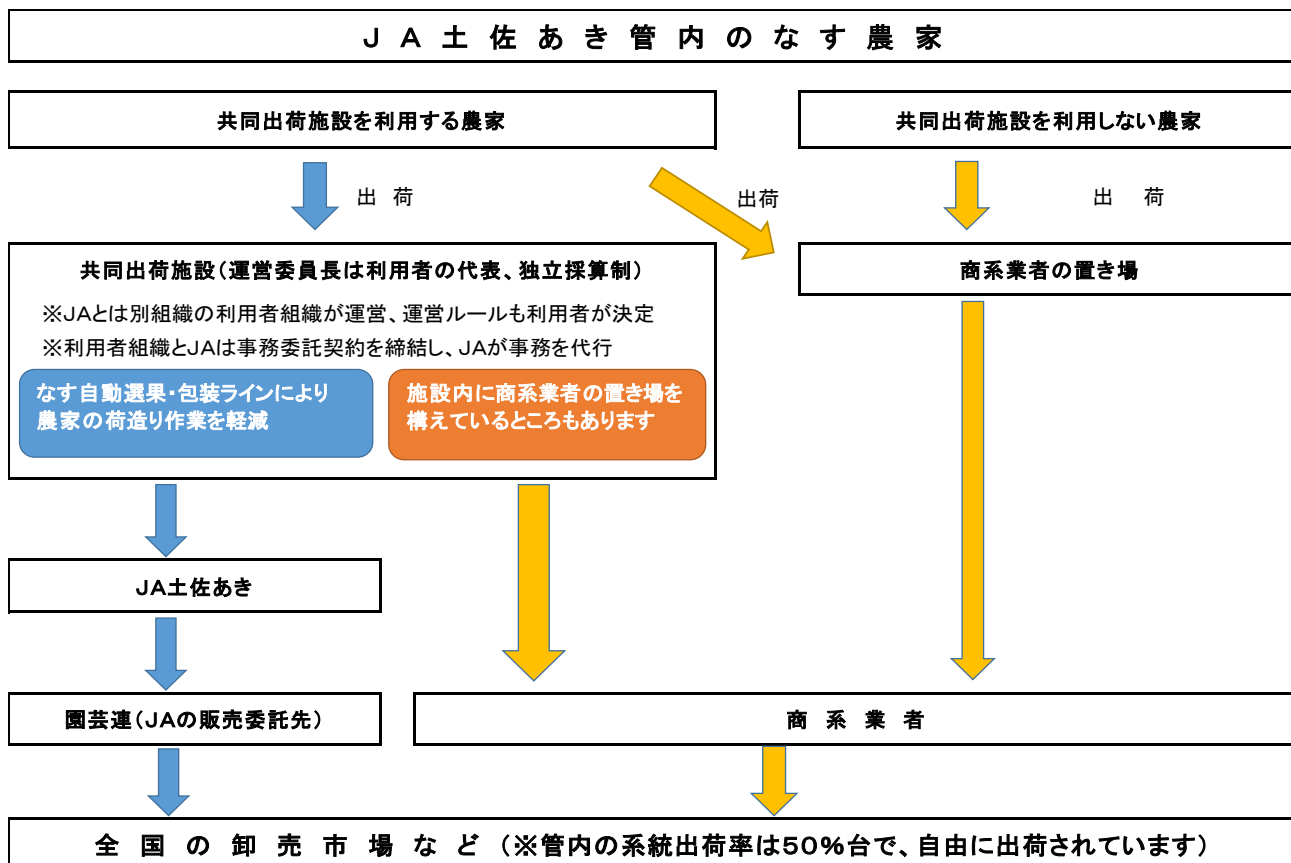 JA土佐あき管内のなす農家
共同出荷施設を利用する農家
共同出荷施設を利用しない農家
出荷
出荷
出荷
共同出荷施設(運営委員長は利用者の代表、独立採算制)
※JAとは別組織の利用者組織が運営、運営ルールも利用者が決定
※利用者組織とJAは事務委託契約を締結し、JAが事務を代行
なす自動選果・包装ラインにより
農家の荷造り作業を軽減
施設内に商系業者の置き場を
構えているところもあります
商系業者の置き場
JA土佐あき
園芸連(JAの販売委託先)
商系業者
全国の卸売市場など(※管内の系統出荷率は50%台で、自由に出荷されています)